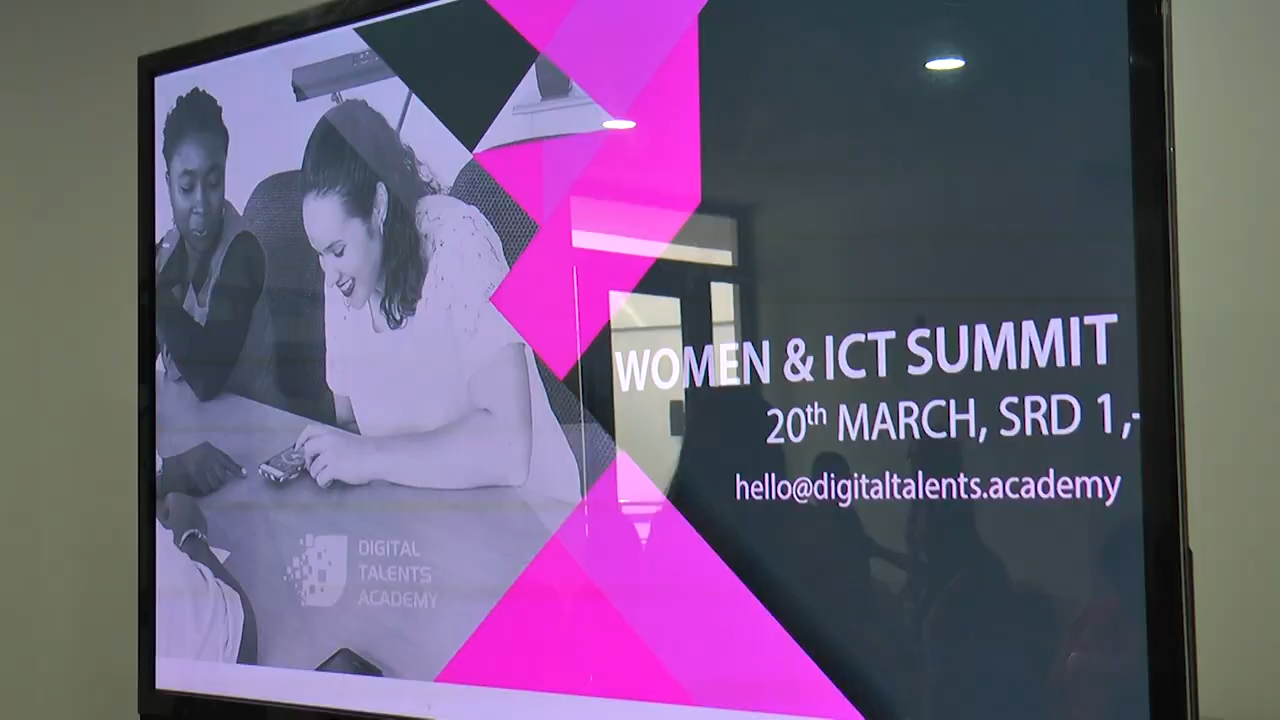 WOMEN & ICT SUMMIT
20th MARCH, SRD 1,-
hello@digitaltalents.academy
DIGITAL
TALENTS
ACADEMY